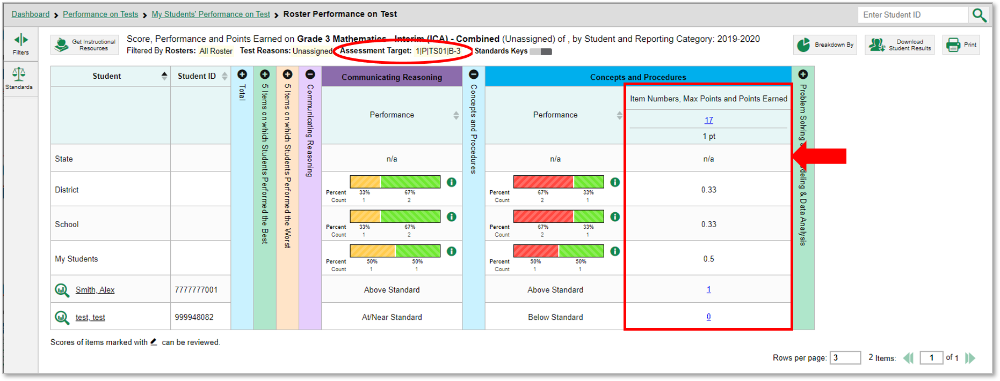 Dashboard > Performance on Tests > My Students' Performance on Test > Roster Performance on Test
Enter Student ID
Filters
Standards
Get Instructional
Resources
Score, Performance and Points Earned on Grade 3 Mathematics - Interim (ICA) - Combined (Unassigned) of , by Student and Reporting Category: 2019-2020
Filtered By Rosters: All Roster Test Reasons: Unassigned Assessment Target: 1|P|TS01|B-3 Standards Keys
Breakdown By
Download
Student Results
Print
Student
Student ID
Total
5 Items on which Students Performed the Best
5 Items on which Students Performed the Worst
Communicating Reasoning
Communicating Reasoning
Concepts and Procedures
Concepts and Procedures
Problem Solving & Data Analysis
Performance
Performance
Item Numbers, Max Points and Points Earned
17
1 pt
State n/a n/a n/a
District
Percent 33% 67%
Count 1 2
Percent 67% 33%
Count 2 1
0.33
School
Percent 33% 67%
Count 1 2
Percent 67% 33%
Count 2 1
0.33
My Students
Percent 50% 50%
Count 1 1
Percent 50% 50%
Count 1 1
0.5
Smith, Alex 7777777001 Above Standard Above Standard 1
test, test 999948082 At/Near Standard Below Standard 0
Scores of items marked with can be reviewed.
Rows per page: 3 2 Items: 1 of 1